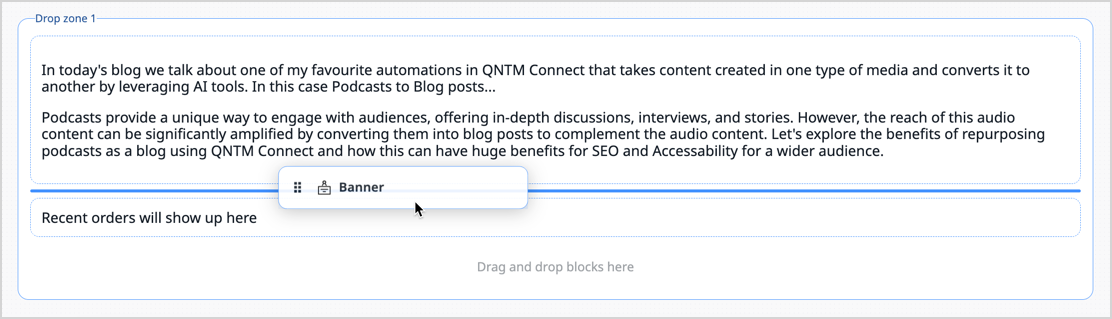 Drop zone 1
In today's blog we talk about one of my favourite automations in QNTM Connect that takes content created in one type of media and converts it to
another by leveraging AI tools. In this case Podcasts to Blog posts...
Podcasts provide a unique way to engage with audiences, offering in-depth discussions, interviews, and stories. However, the reach of this audio
content can be significantly amplified by converting them into blog posts to complement the audio content. Let's explore the benefits of repurposing
podcasts as a blog using QNTM Connect and how this can have huge benefits for SEO and Accessability for a wider audience.
Banner
Recent orders will show up here
Drag and drop blocks here